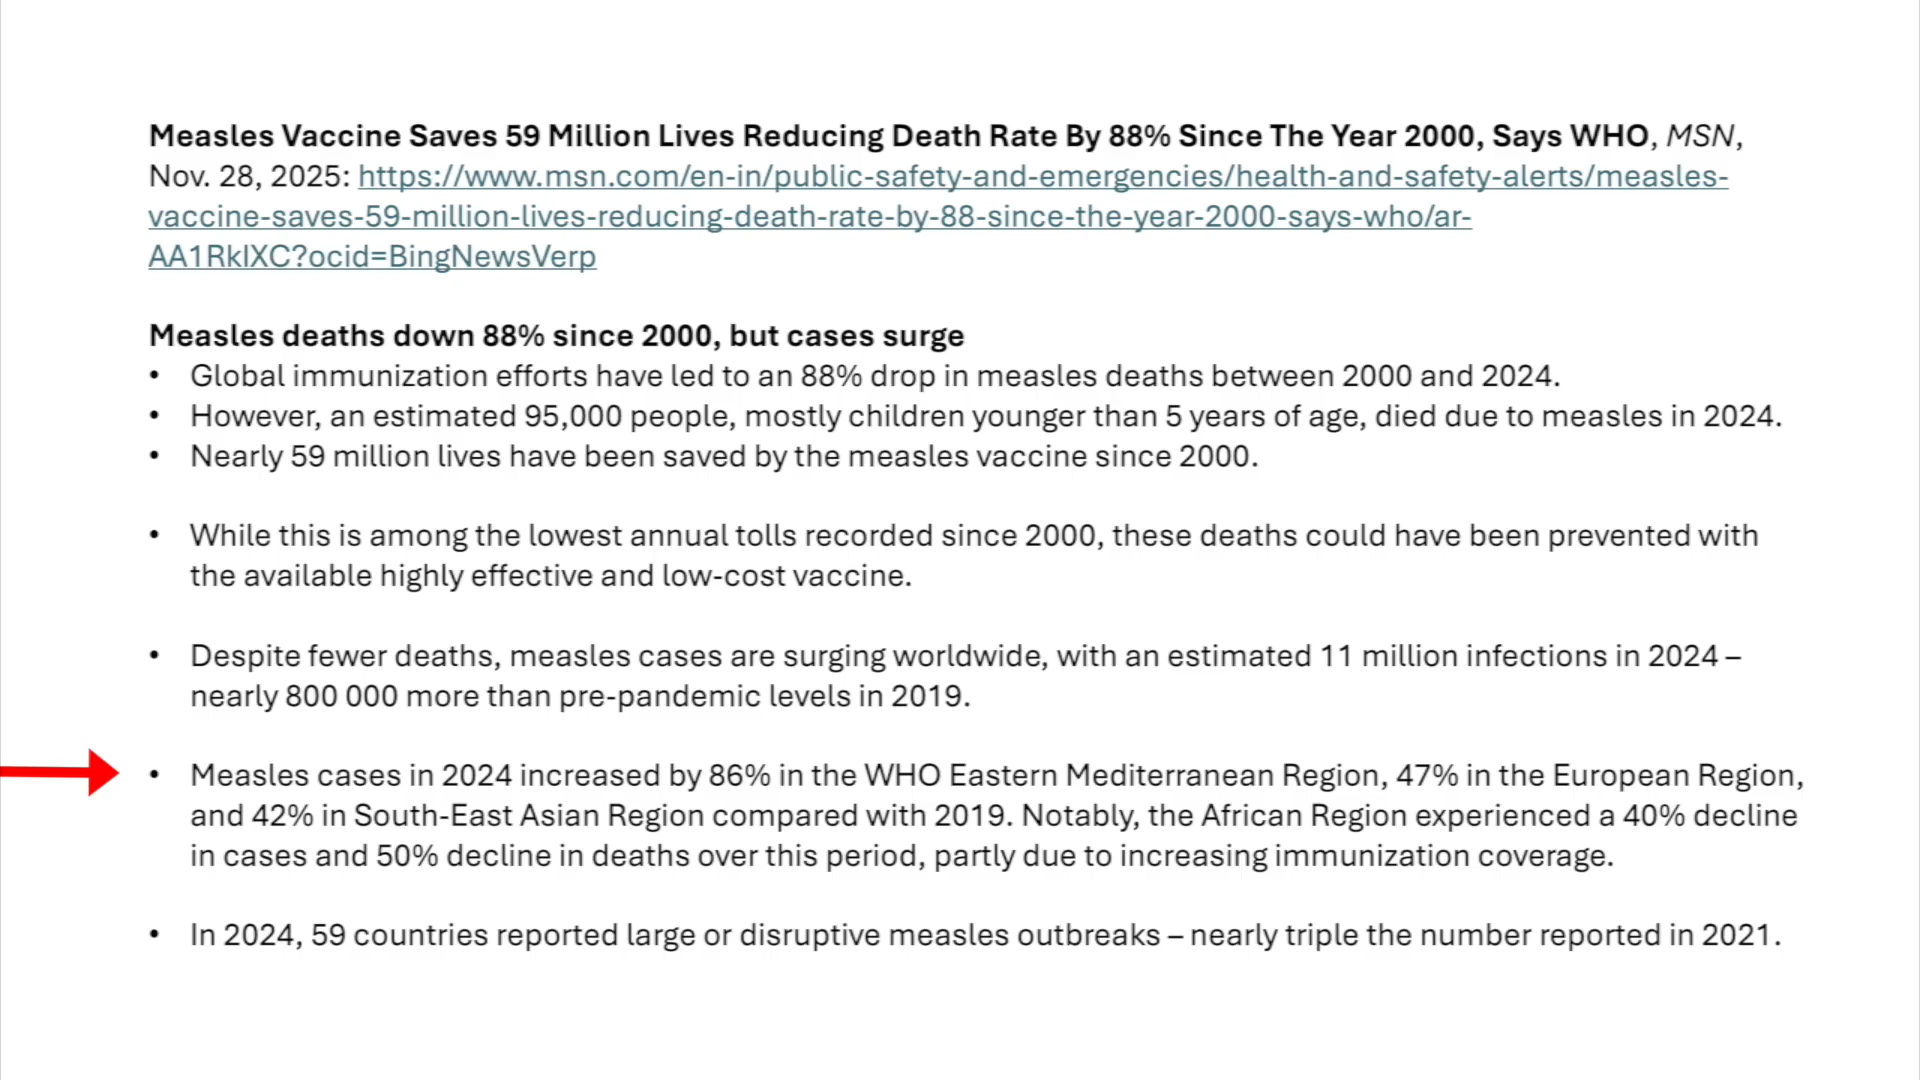 Measles Vaccine Saves 59 Million Lives Reducing Death Rate By 88% Since The Year 2000, Says WHO, MSN,
Nov. 28, 2025: https://www.msn.com/en-in/public-safety-and-emergencies/health-and-safety-alerts/measles-
vaccine-saves-59-million-lives-reducing-death-rate-by-88-since-the-year-2000-says-who/ar-
AA1RkIXC?ocid=BingNewsVerp
Measles deaths down 88% since 2000, but cases surge
• Global immunization efforts have led to an 88% drop in measles deaths between 2000 and 2024.
• However, an estimated 95,000 people, mostly children younger than 5 years of age, died due to measles in 2024.
• Nearly 59 million lives have been saved by the measles vaccine since 2000.
• While this is among the lowest annual tolls recorded since 2000, these deaths could have been prevented with
the available highly effective and low-cost vaccine.
• Despite fewer deaths, measles cases are surging worldwide, with an estimated 11 million infections in 2024 –
nearly 800 000 more than pre-pandemic levels in 2019.
• Measles cases in 2024 increased by 86% in the WHO Eastern Mediterranean Region, 47% in the European Region,
and 42% in South-East Asian Region compared with 2019. Notably, the African Region experienced a 40% decline
in cases and 50% decline in deaths over this period, partly due to increasing immunization coverage.
• In 2024, 59 countries reported large or disruptive measles outbreaks – nearly triple the number reported in 2021.